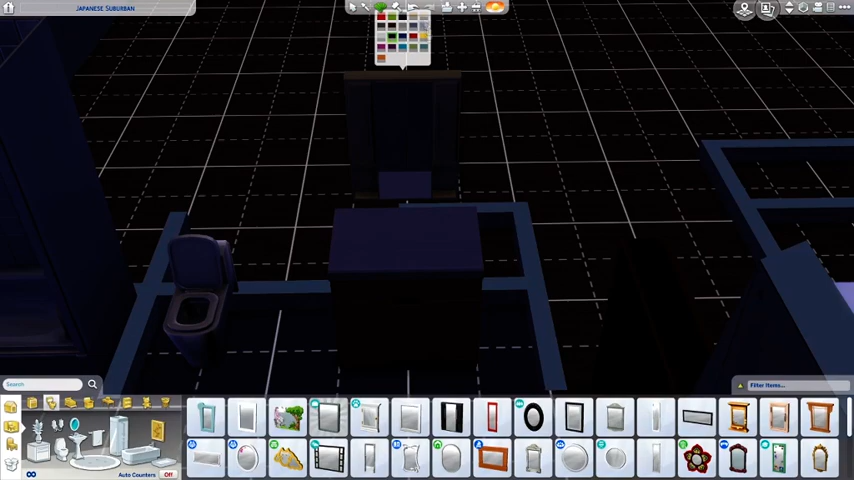 Japanese Suburban
Search
Filter Items...
Auto Counters
Off